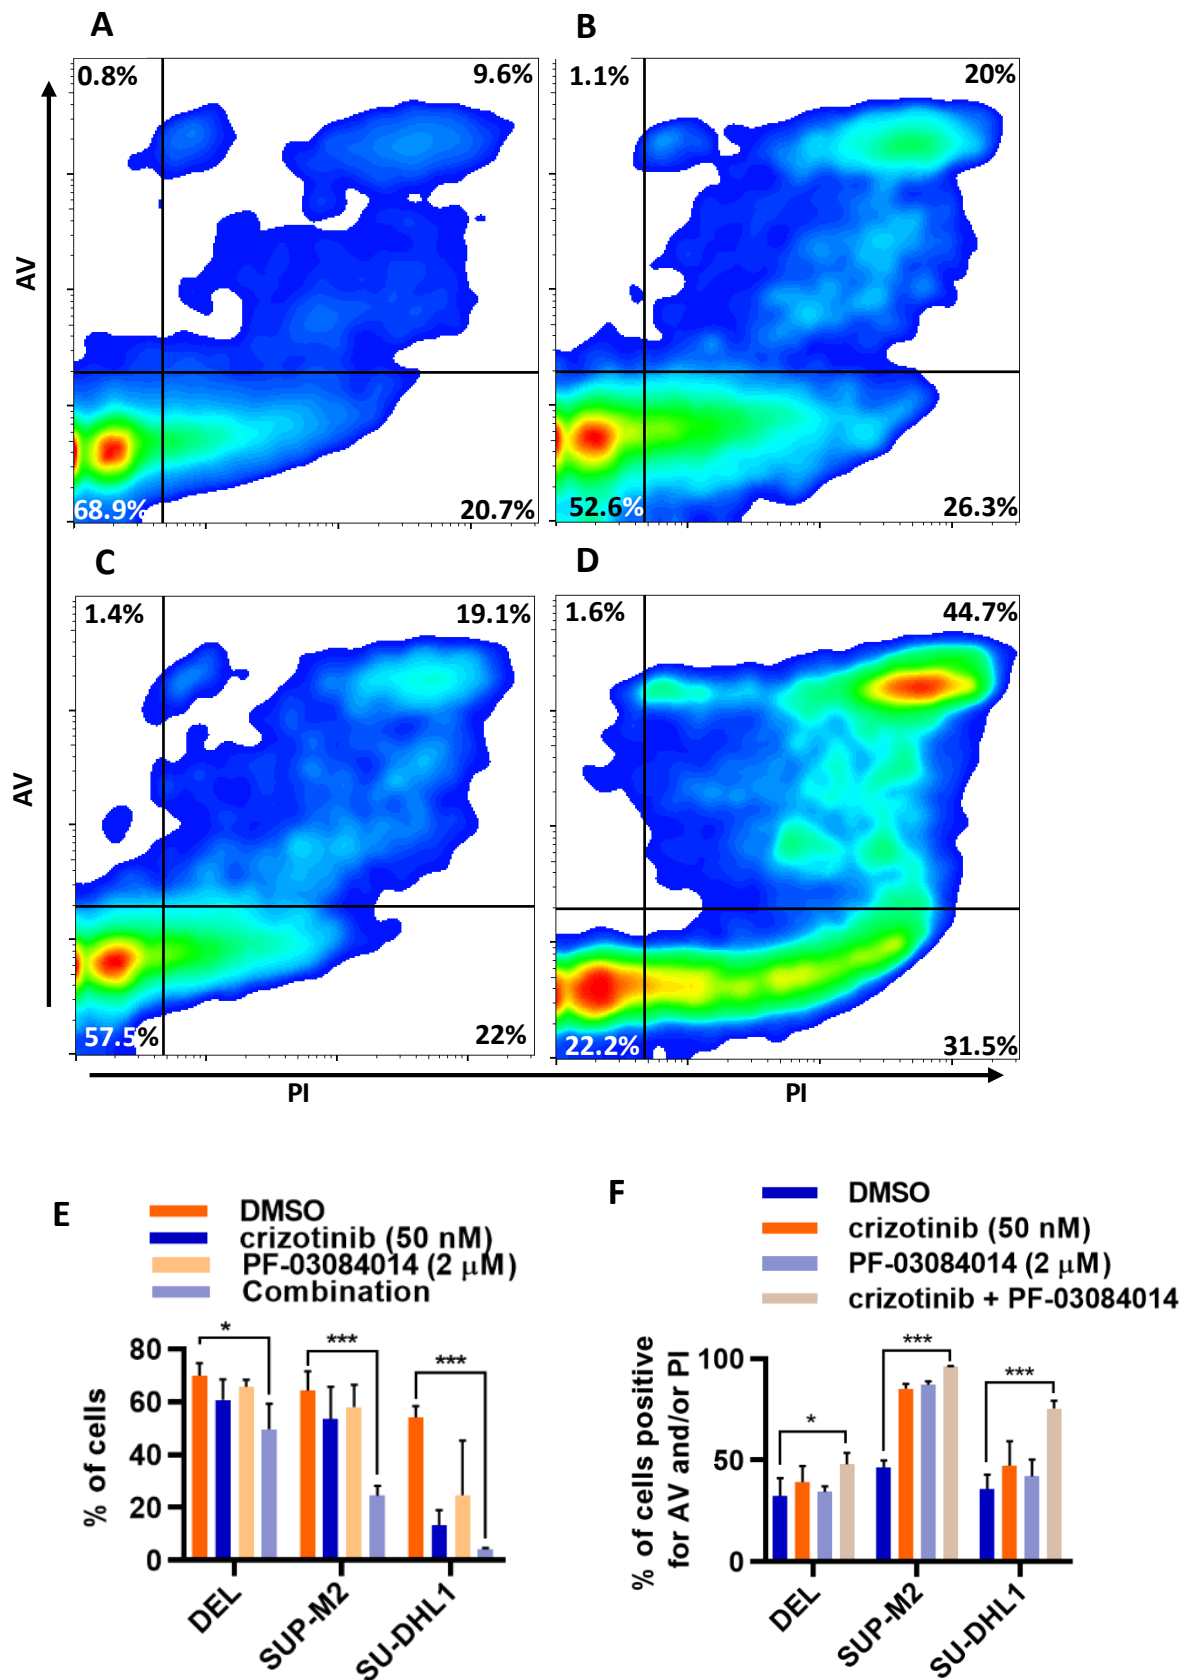 A
B
0.8%
9.6%
1.1%
20%
AV
68.9%
20.7%
52.6%
26.3%
C
D
1.4%
19.1%
1.6%
44.7%
AV
57.5%
22%
22.2%
31.5%
PI
PI
E
DMSO
crizotinib (50 nM)
PF-03084014 (2 μM)
Combination
F
DMSO
crizotinib (50 nM)
PF-03084014 (2 μM)
crizotinib + PF-03084014
% of cells
80
60
40
20
0
*
***
***
DEL
SUP-M2
SU-DHL1
% of cells positive
for AV and/or PI
100
50
0
*
***
***
DEL
SUP-M2
SU-DHL1